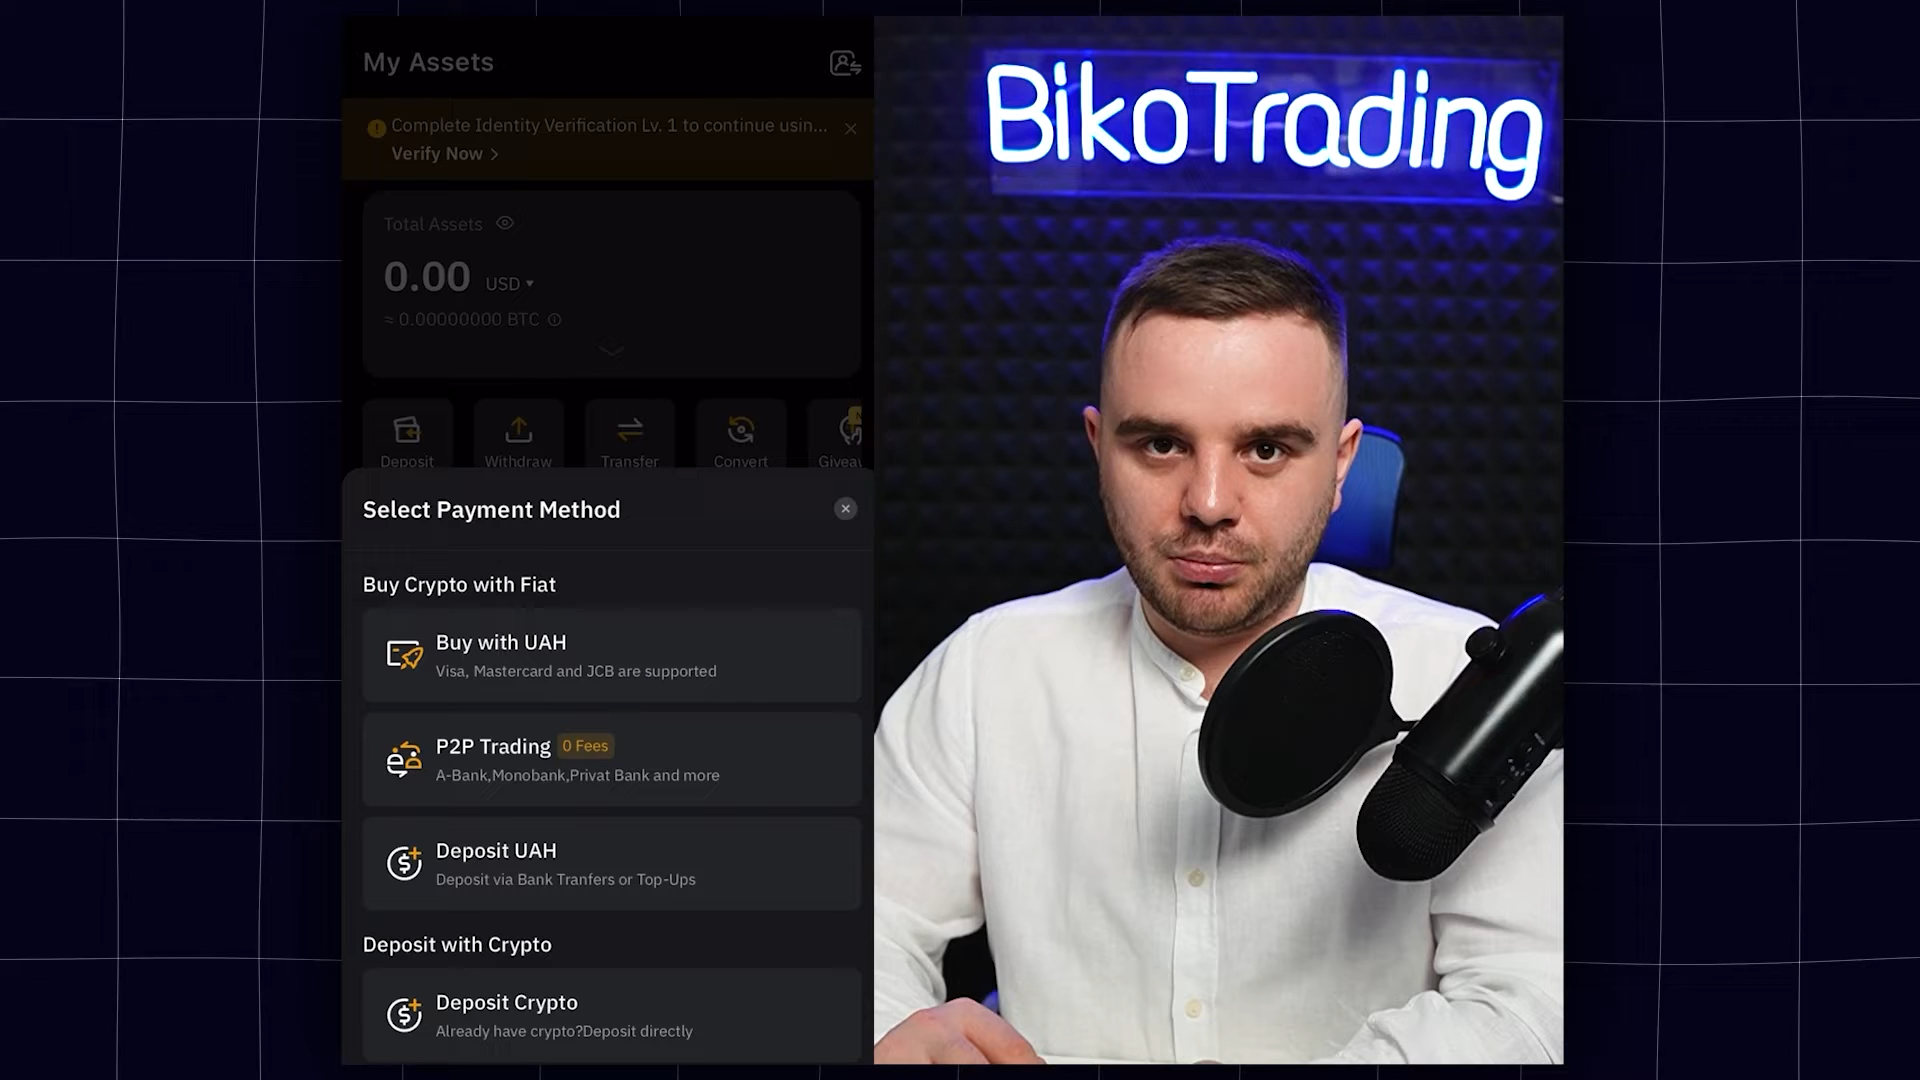 My Assets
Complete Identity Verification Lv. 1 to continue usin...
Verify Now >
Total Assets
0.00 USD
≈ 0.00000000 BTC
Deposit Withdraw Transfer Convert Giveav
Select Payment Method
Buy Crypto with Fiat
Buy with UAH
Visa, Mastercard and JCB are supported
P2P Trading 0 Fees
A-Bank,Monobank,Privat Bank and more
Deposit UAH
Deposit via Bank Tranfers or Top-Ups
Deposit with Crypto
Deposit Crypto
Already have crypto?Deposit directly
BikoTrading